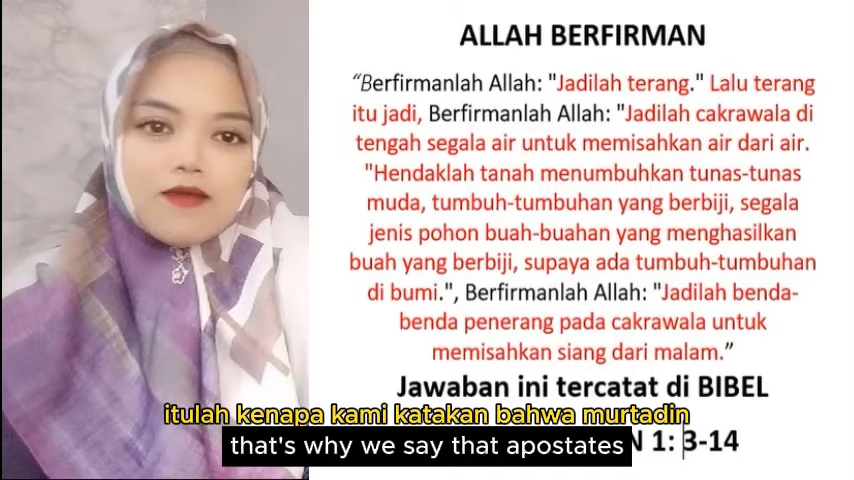 ALLAH BERFIRMAN
“Berfirmanlah Allah: "Jadilah terang." Lalu terang
itu jadi, Berfirmanlah Allah: "Jadilah cakrawala di
tengah segala air untuk memisahkan air dari air.
"Hendaklah tanah menumbuhkan tunas-tunas
muda, tumbuh-tumbuhan yang berbiji, segala
jenis pohon buah-buahan yang menghasilkan
buah yang berbiji, supaya ada tumbuh-tumbuhan
di bumi.", Berfirmanlah Allah: "Jadilah benda-
benda penerang pada cakrawala untuk
memisahkan siang dari malam.”
Jawaban ini tercatat di BIBEL
itulah kenapa kami katakan bahwa murtadin
that's why we say that apostates
1: 3-14